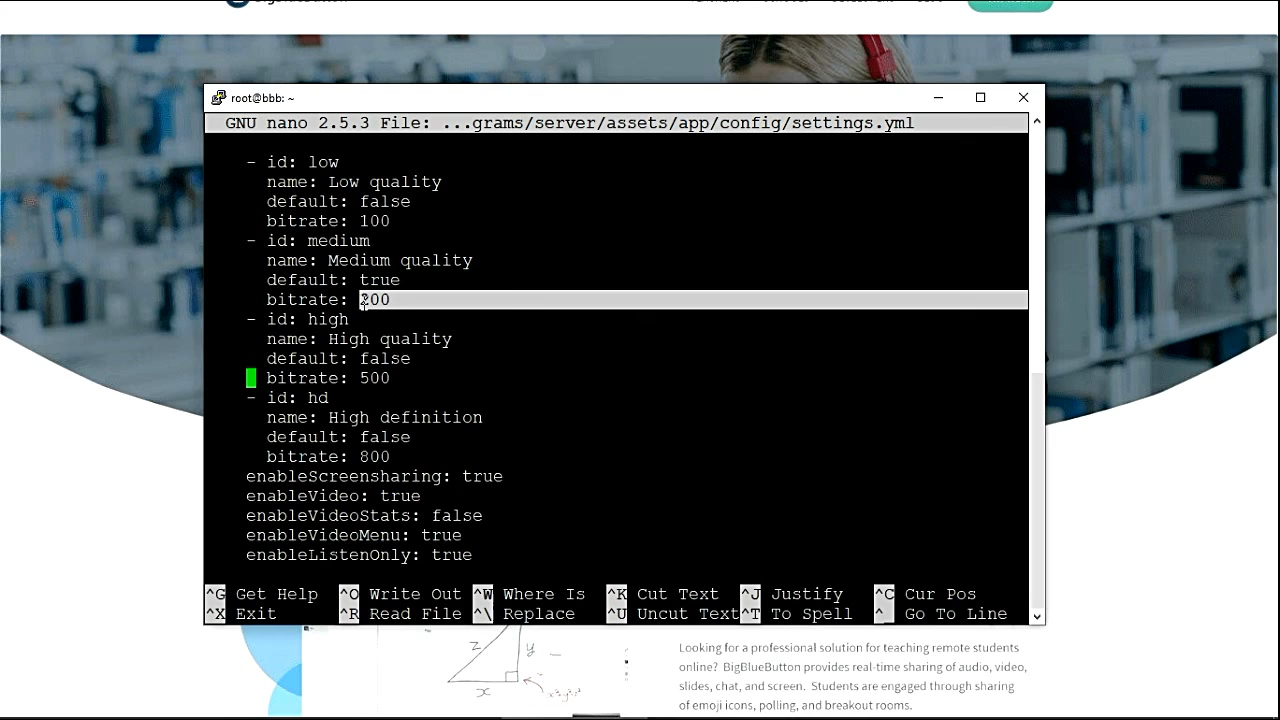 root@bbb: ~
GNU nano 2.5.3 File: ...grams/server/assets/app/config/settings.yml
- id: low
name: Low quality
default: false
bitrate: 100
- id: medium
name: Medium quality
default: true
bitrate: 200
- id: high
name: High quality
default: false
bitrate: 500
- id: hd
name: High definition
default: false
bitrate: 800
enableScreensharing: true
enableVideo: true
enableVideoStats: false
enableVideoMenu: true
enableListenOnly: true
^G Get Help ^O Write Out ^W Where Is ^K Cut Text ^J Justify ^C Cur Pos
^X Exit ^R Read File ^\ Replace ^U Uncut Text ^T To Spell ^_ Go To Line
z y
x
Looking for a professional solution for teaching remote students
online? BigBlueButton provides real-time sharing of audio, video,
slides, chat, and screen. Students are engaged through sharing
of emoji icons, polling, and breakout rooms.